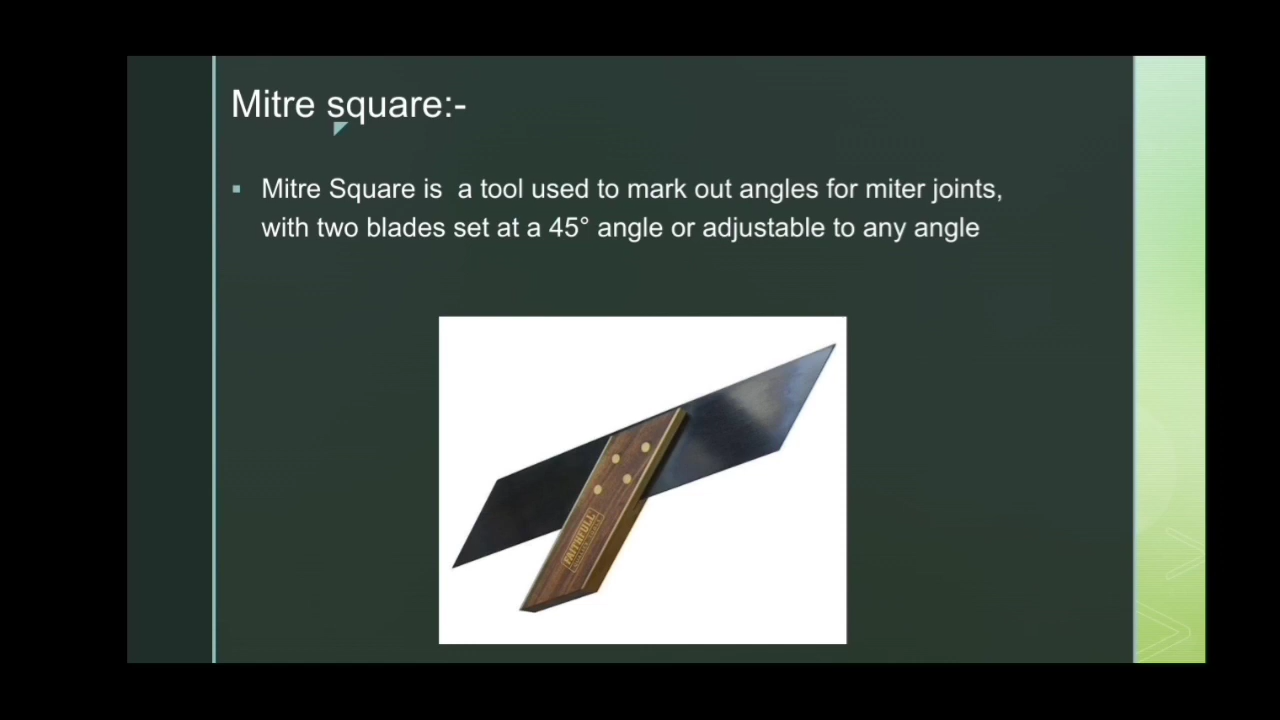 Mitre square:-
Mitre Square is  a tool used to mark out angles for miter joints,
with two blades set at a 45° angle or adjustable to any angle
FAITHFULL